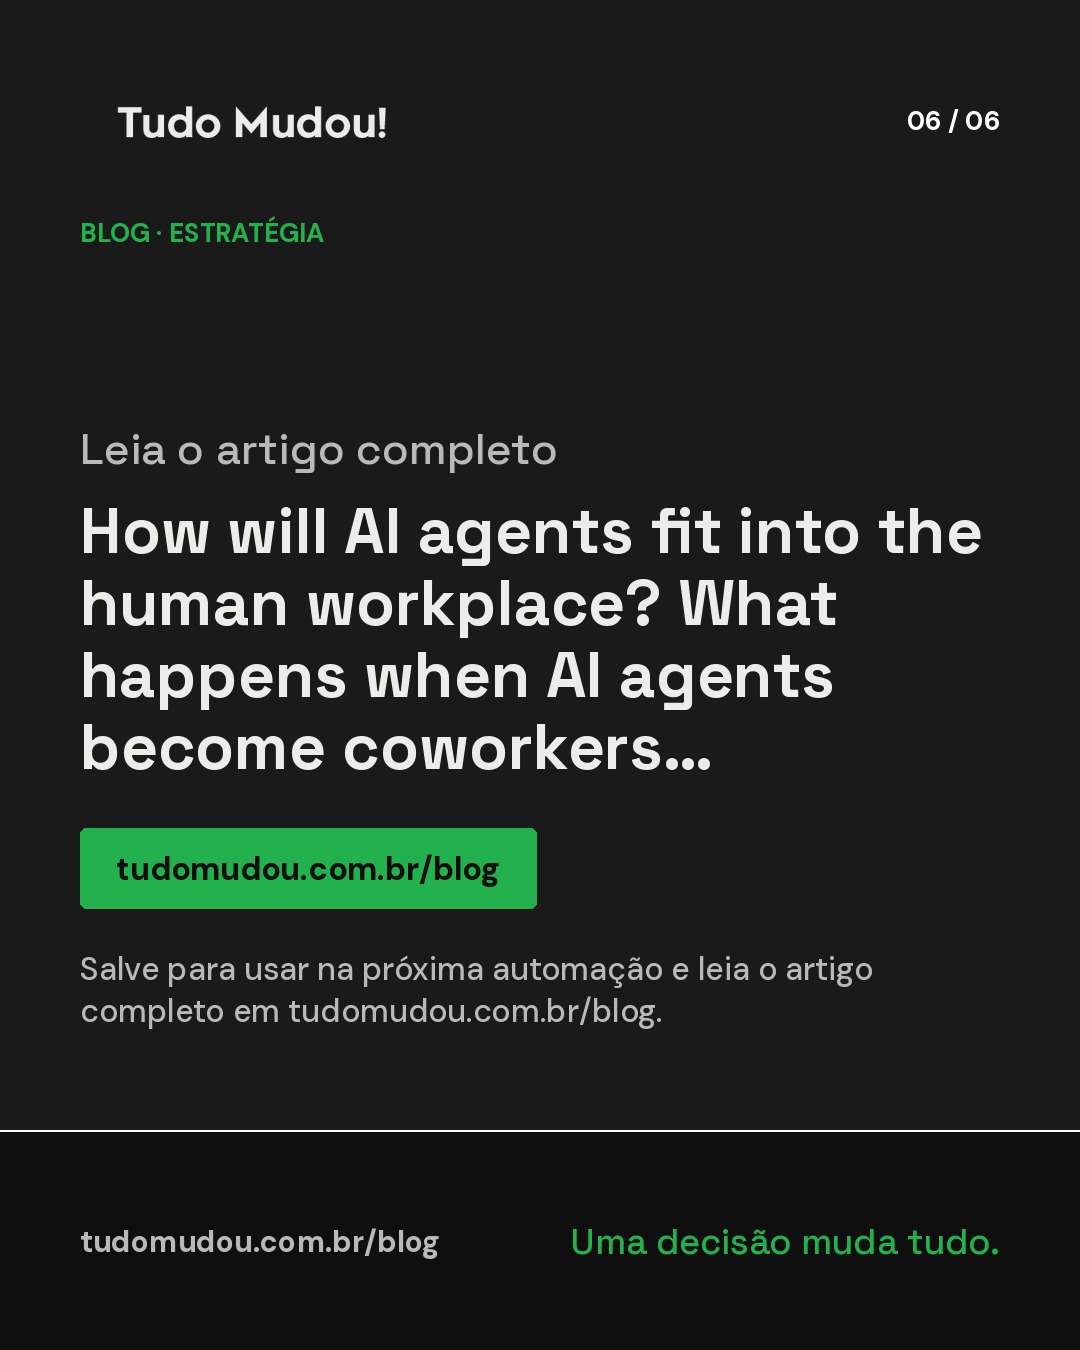 Tudo Mudou!
06 / 06
BLOG · ESTRATÉGIA
Leia o artigo completo
How will AI agents fit into the
human workplace? What
happens when AI agents
become coworkers...
tudomudou.com.br/blog
Salve para usar na próxima automação e leia o artigo
completo em tudomudou.com.br/blog.
tudomudou.com.br/blog
Uma decisão muda tudo.